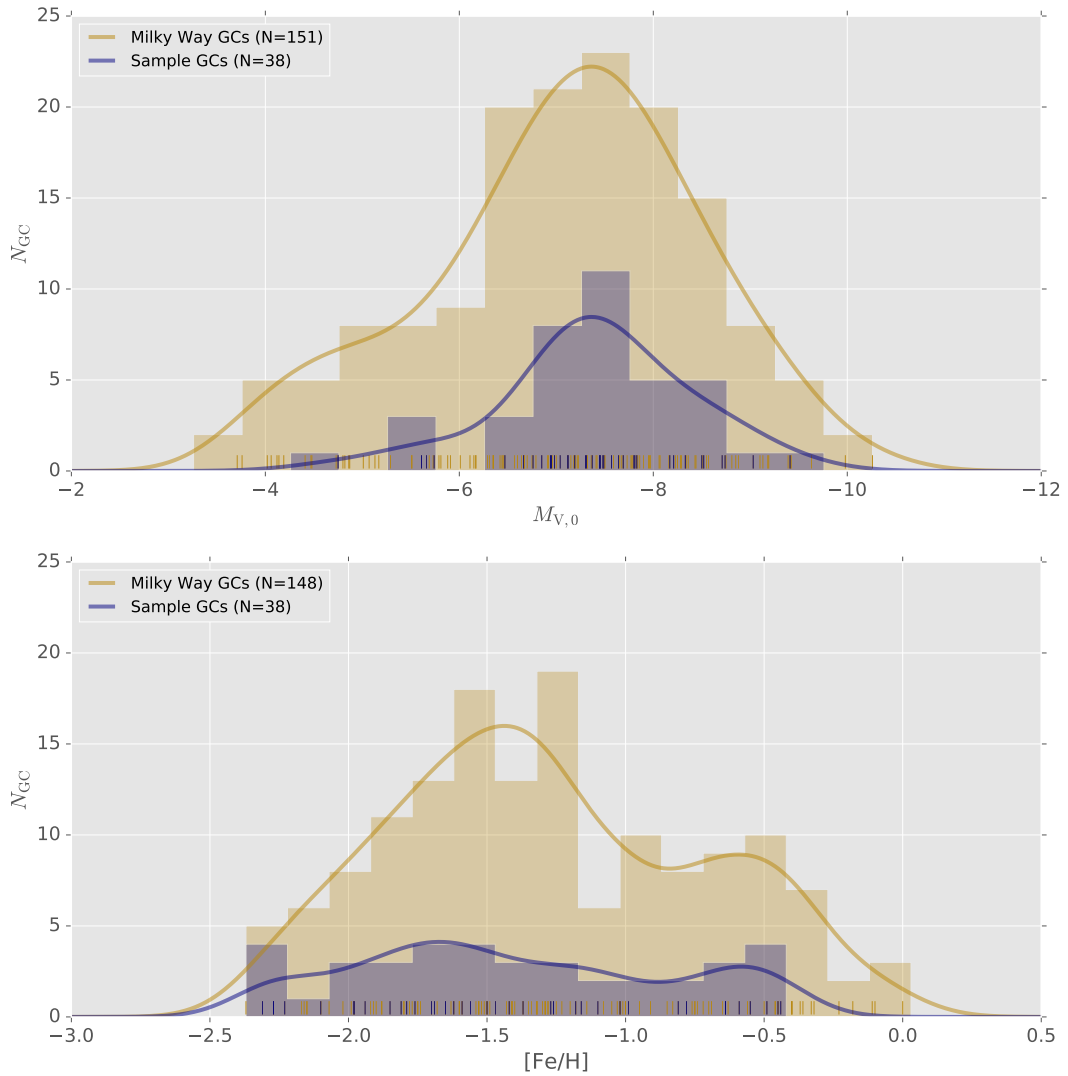 25
20
15
10
5
0
N_GC
Milky Way GCs (N=151)
Sample GCs (N=38)
−2 −4 −6 −8 −10 −12
M_V,0
25
20
15
10
5
0
N_GC
Milky Way GCs (N=148)
Sample GCs (N=38)
−3.0 −2.5 −2.0 −1.5 −1.0 −0.5 0.0 0.5
[Fe/H]